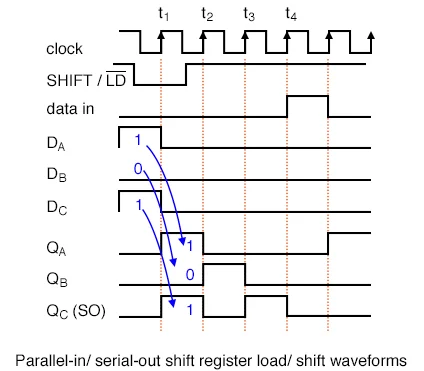 t1 t2 t3 t4
clock
SHIFT / L̅D̅
data in
DA 1
DB 0
DC 1
QA 1
QB 0
QC (SO) 1
Parallel-in/ serial-out shift register load/ shift waveforms